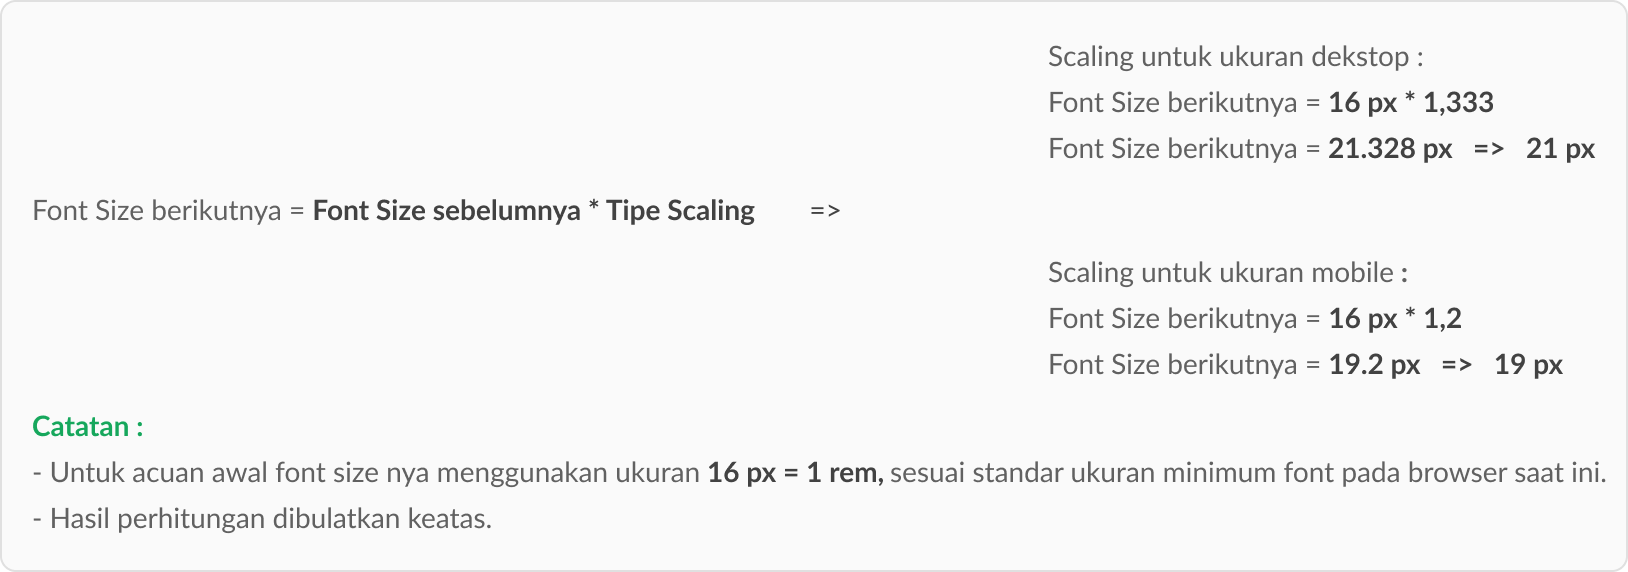 Scaling untuk ukuran dekstop :
Font Size berikutnya = 16 px * 1,333
Font Size berikutnya = 21.328 px => 21 px
Font Size berikutnya = Font Size sebelumnya * Tipe Scaling =>
Scaling untuk ukuran mobile :
Font Size berikutnya = 16 px * 1,2
Font Size berikutnya = 19.2 px => 19 px
Catatan :
- Untuk acuan awal font size nya menggunakan ukuran 16 px = 1 rem, sesuai standar ukuran minimum font pada browser saat ini.
- Hasil perhitungan dibulatkan keatas.